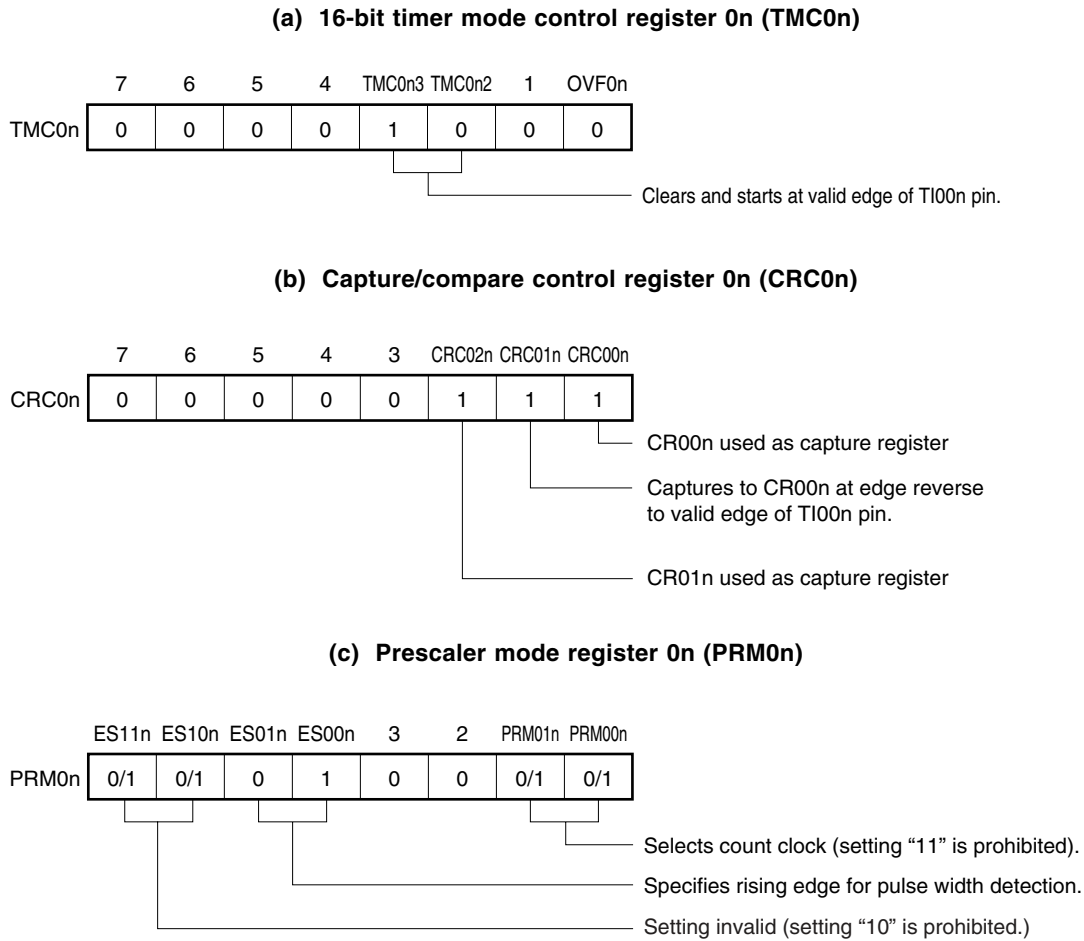 (a) 16-bit timer mode control register 0n (TMC0n)
7 6 5 4 TMC0n3 TMC0n2 1 OVF0n
TMC0n 0 0 0 0 1 0 0 0
Clears and starts at valid edge of TI00n pin.
(b) Capture/compare control register 0n (CRC0n)
7 6 5 4 3 CRC02n CRC01n CRC00n
CRC0n 0 0 0 0 0 1 1 1
CR00n used as capture register
Captures to CR00n at edge reverse
to valid edge of TI00n pin.
CR01n used as capture register
(c) Prescaler mode register 0n (PRM0n)
ES11n ES10n ES01n ES00n 3 2 PRM01n PRM00n
PRM0n 0/1 0/1 0 1 0 0 0/1 0/1
Selects count clock (setting “11” is prohibited).
Specifies rising edge for pulse width detection.
Setting invalid (setting “10” is prohibited.)